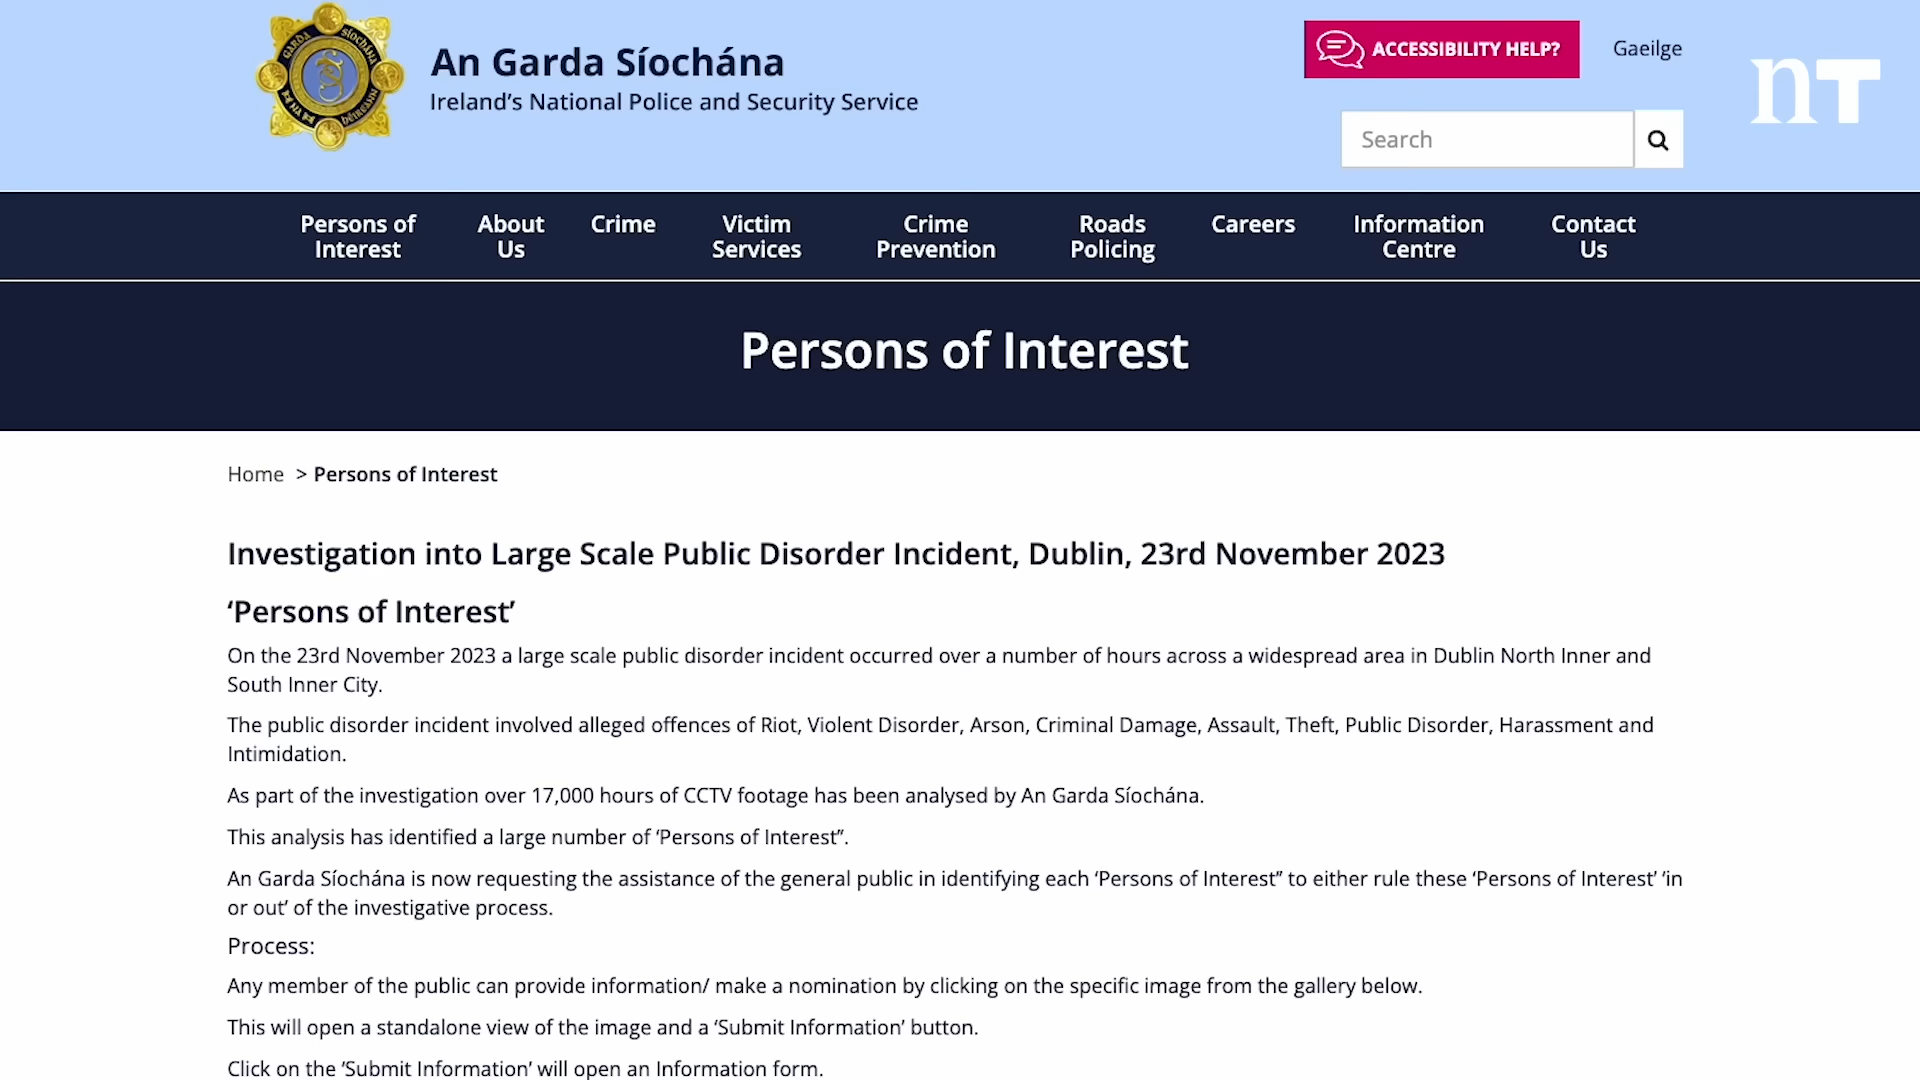 An Garda Síochána
Ireland's National Police and Security Service
ACCESSIBILITY HELP?
Gaeilge
nT
Search
Persons of Interest
About Us
Crime
Victim Services
Crime Prevention
Roads Policing
Careers
Information Centre
Contact Us
Persons of Interest
Home > Persons of Interest
Investigation into Large Scale Public Disorder Incident, Dublin, 23rd November 2023
‘Persons of Interest’
On the 23rd November 2023 a large scale public disorder incident occurred over a number of hours across a widespread area in Dublin North Inner and
South Inner City.
The public disorder incident involved alleged offences of Riot, Violent Disorder, Arson, Criminal Damage, Assault, Theft, Public Disorder, Harassment and
Intimidation.
As part of the investigation over 17,000 hours of CCTV footage has been analysed by An Garda Síochána.
This analysis has identified a large number of ‘Persons of Interest’’.
An Garda Síochána is now requesting the assistance of the general public in identifying each ‘Persons of Interest’’ to either rule these ‘Persons of Interest’ ‘in
or out’ of the investigative process.
Process:
Any member of the public can provide information/ make a nomination by clicking on the specific image from the gallery below.
This will open a standalone view of the image and a ‘Submit Information’ button.
Click on the ‘Submit Information’ will open an Information form.